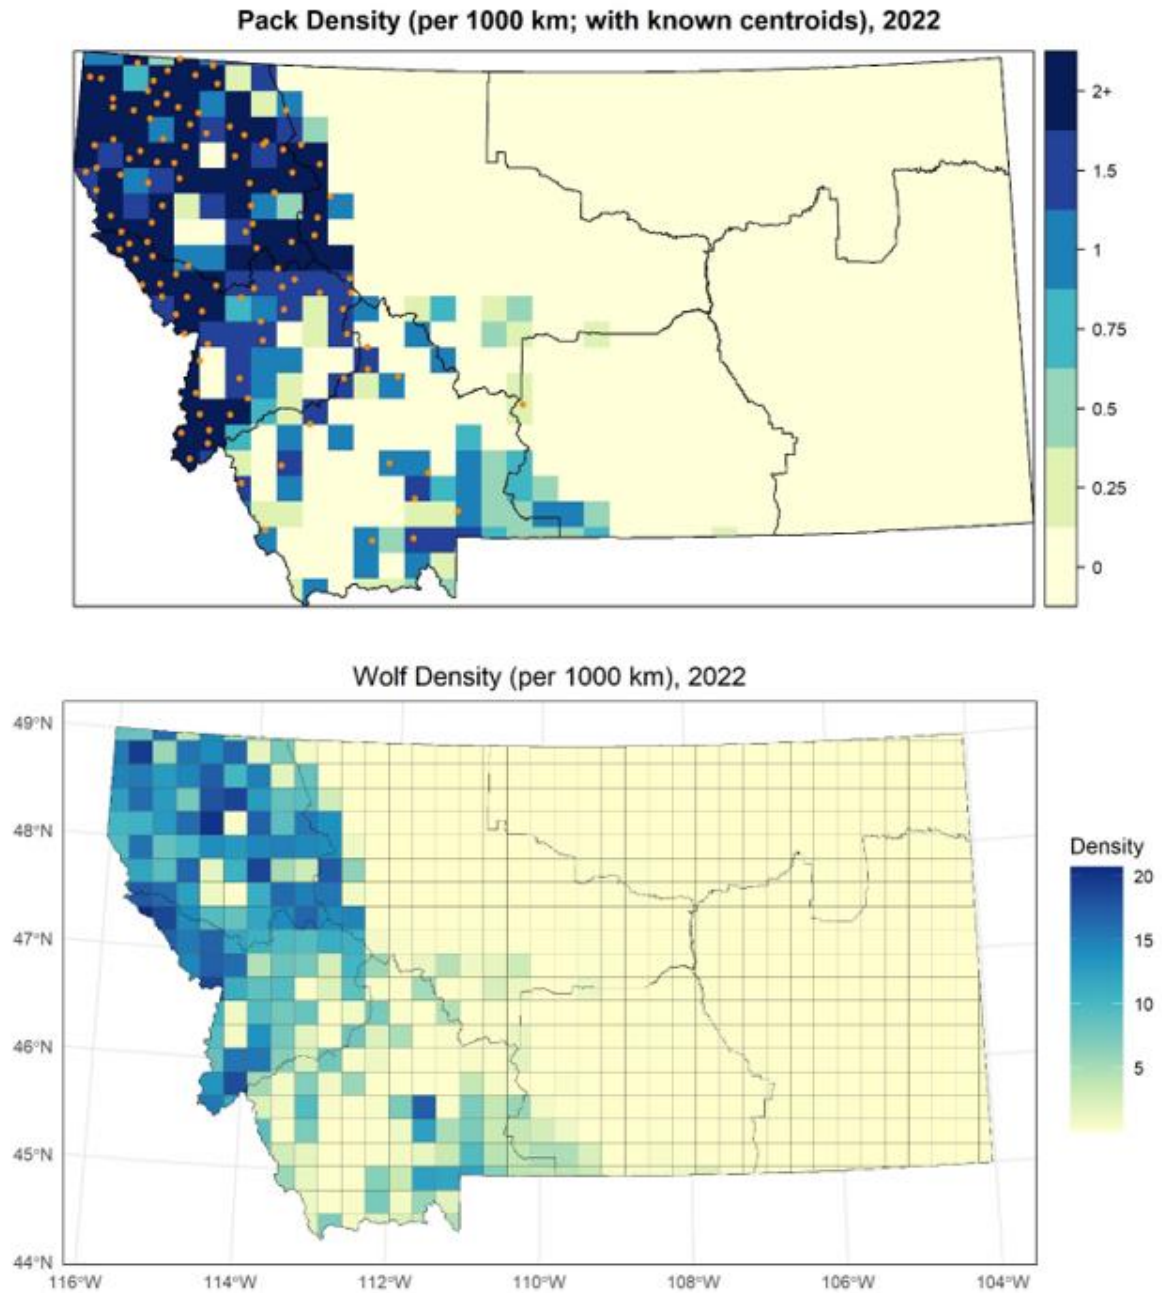 Pack Density (per 1000 km; with known centroids), 2022
2+
1.5
1
0.75
0.5
0.25
0
Wolf Density (per 1000 km), 2022
49°N
48°N
47°N
46°N
45°N
44°N
116°W 114°W 112°W 110°W 108°W 106°W 104°W
Density
20
15
10
5